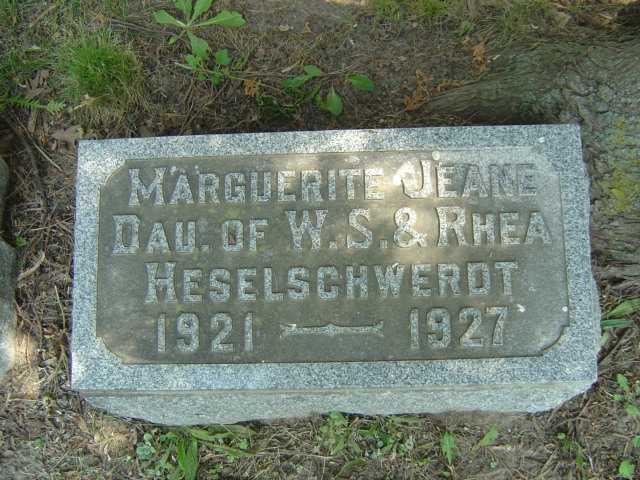 MARGUERITE JEANE
DAU. OF W. S. & RHEA
HESELSCHWERDT
1921 — 1927